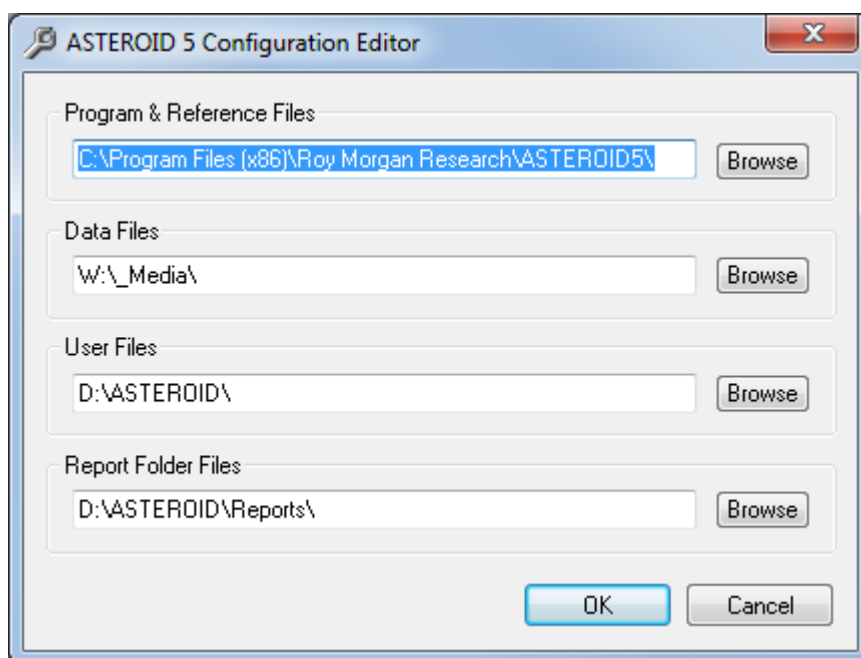 ASTEROID 5 Configuration Editor
Program & Reference Files
C:\Program Files (x86)\Roy Morgan Research\ASTEROID5\
Browse
Data Files
W:\_Media\
Browse
User Files
D:\ASTEROID\
Browse
Report Folder Files
D:\ASTEROID\Reports\
Browse
OK Cancel